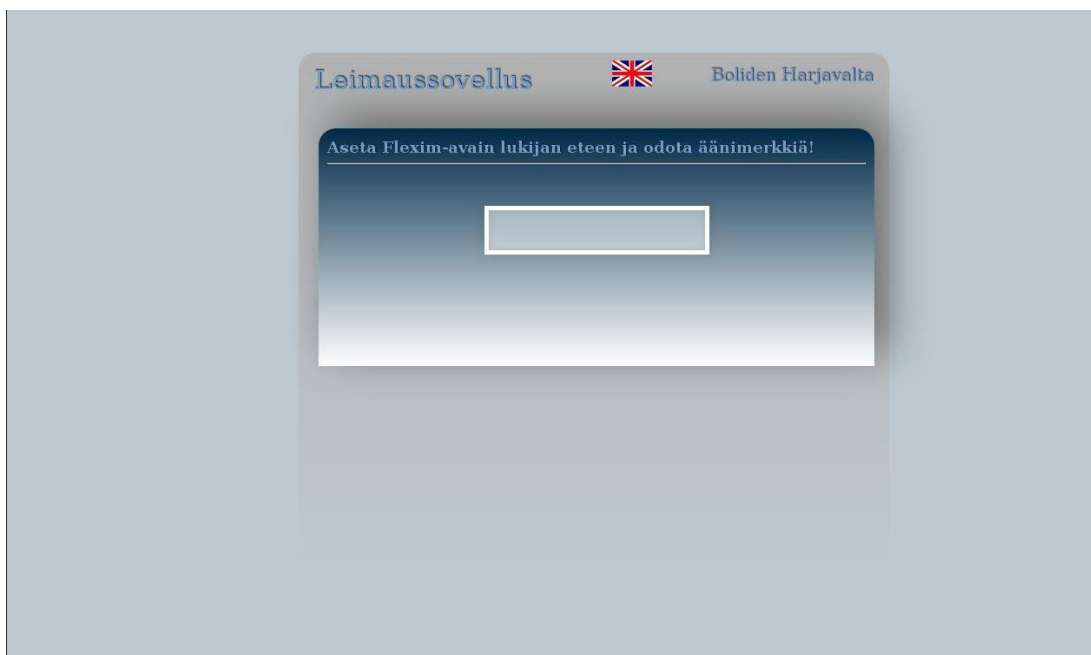 Leimaussovellus
Boliden Harjavalta
Aseta Flexim-avain lukijan eteen ja odota äänimerkkiä!